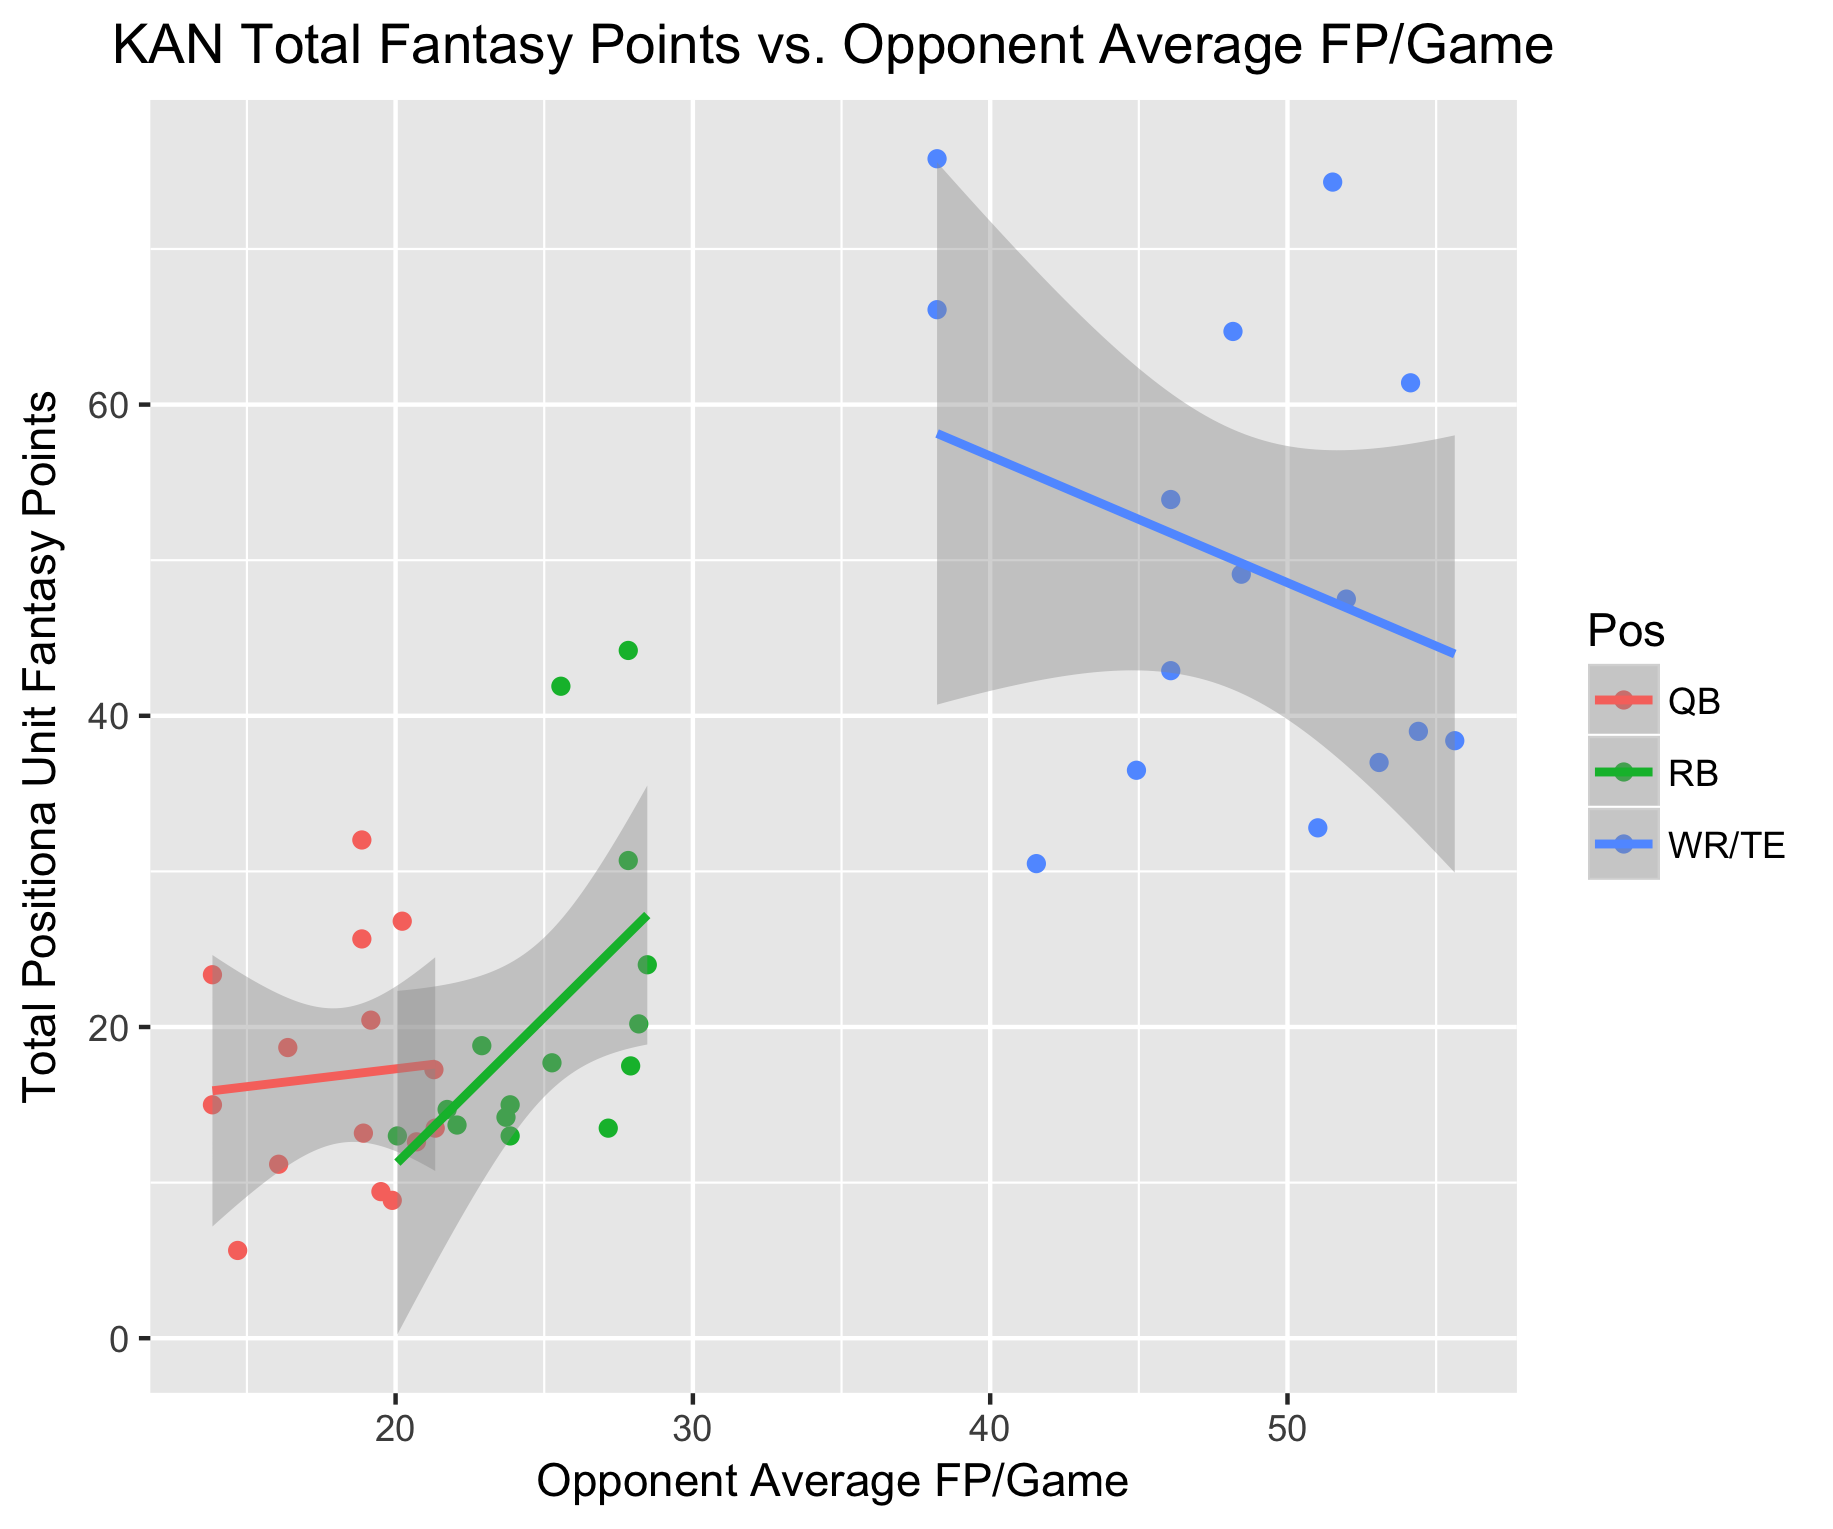 KAN Total Fantasy Points vs. Opponent Average FP/Game
Total Positiona Unit Fantasy Points
60
40
20
0
20
30
40
50
Opponent Average FP/Game
Pos
QB
RB
WR/TE